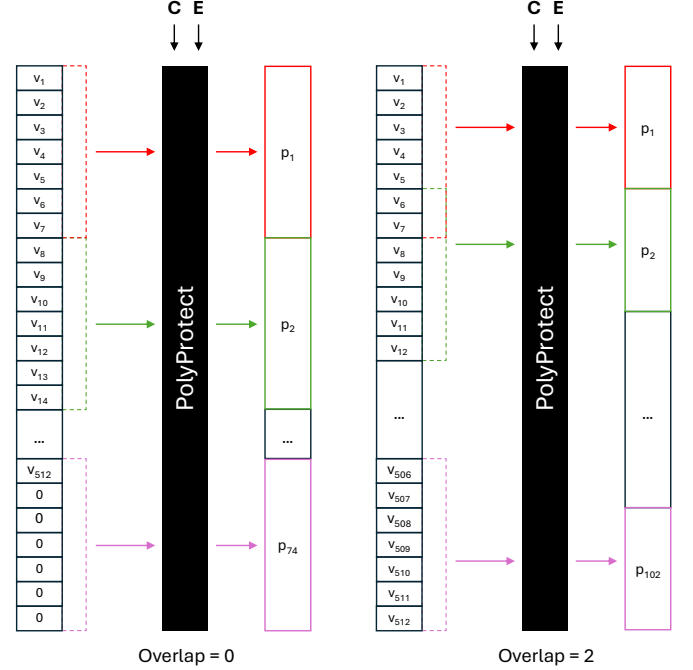 C E
v₁
v₂
v₃
v₄
v₅
v₆
v₇
v₈
v₉
v₁₀
v₁₁
v₁₂
v₁₃
v₁₄
...
v₅₁₂
0
0
0
0
0
0
PolyProtect
p₁
p₂
...
p₇₄
Overlap = 0
C E
v₁
v₂
v₃
v₄
v₅
v₆
v₇
v₈
v₉
v₁₀
v₁₁
v₁₂
...
v₅₀₆
v₅₀₇
v₅₀₈
v₅₀₉
v₅₁₀
v₅₁₁
v₅₁₂
PolyProtect
p₁
p₂
...
p₁₀₂
Overlap = 2